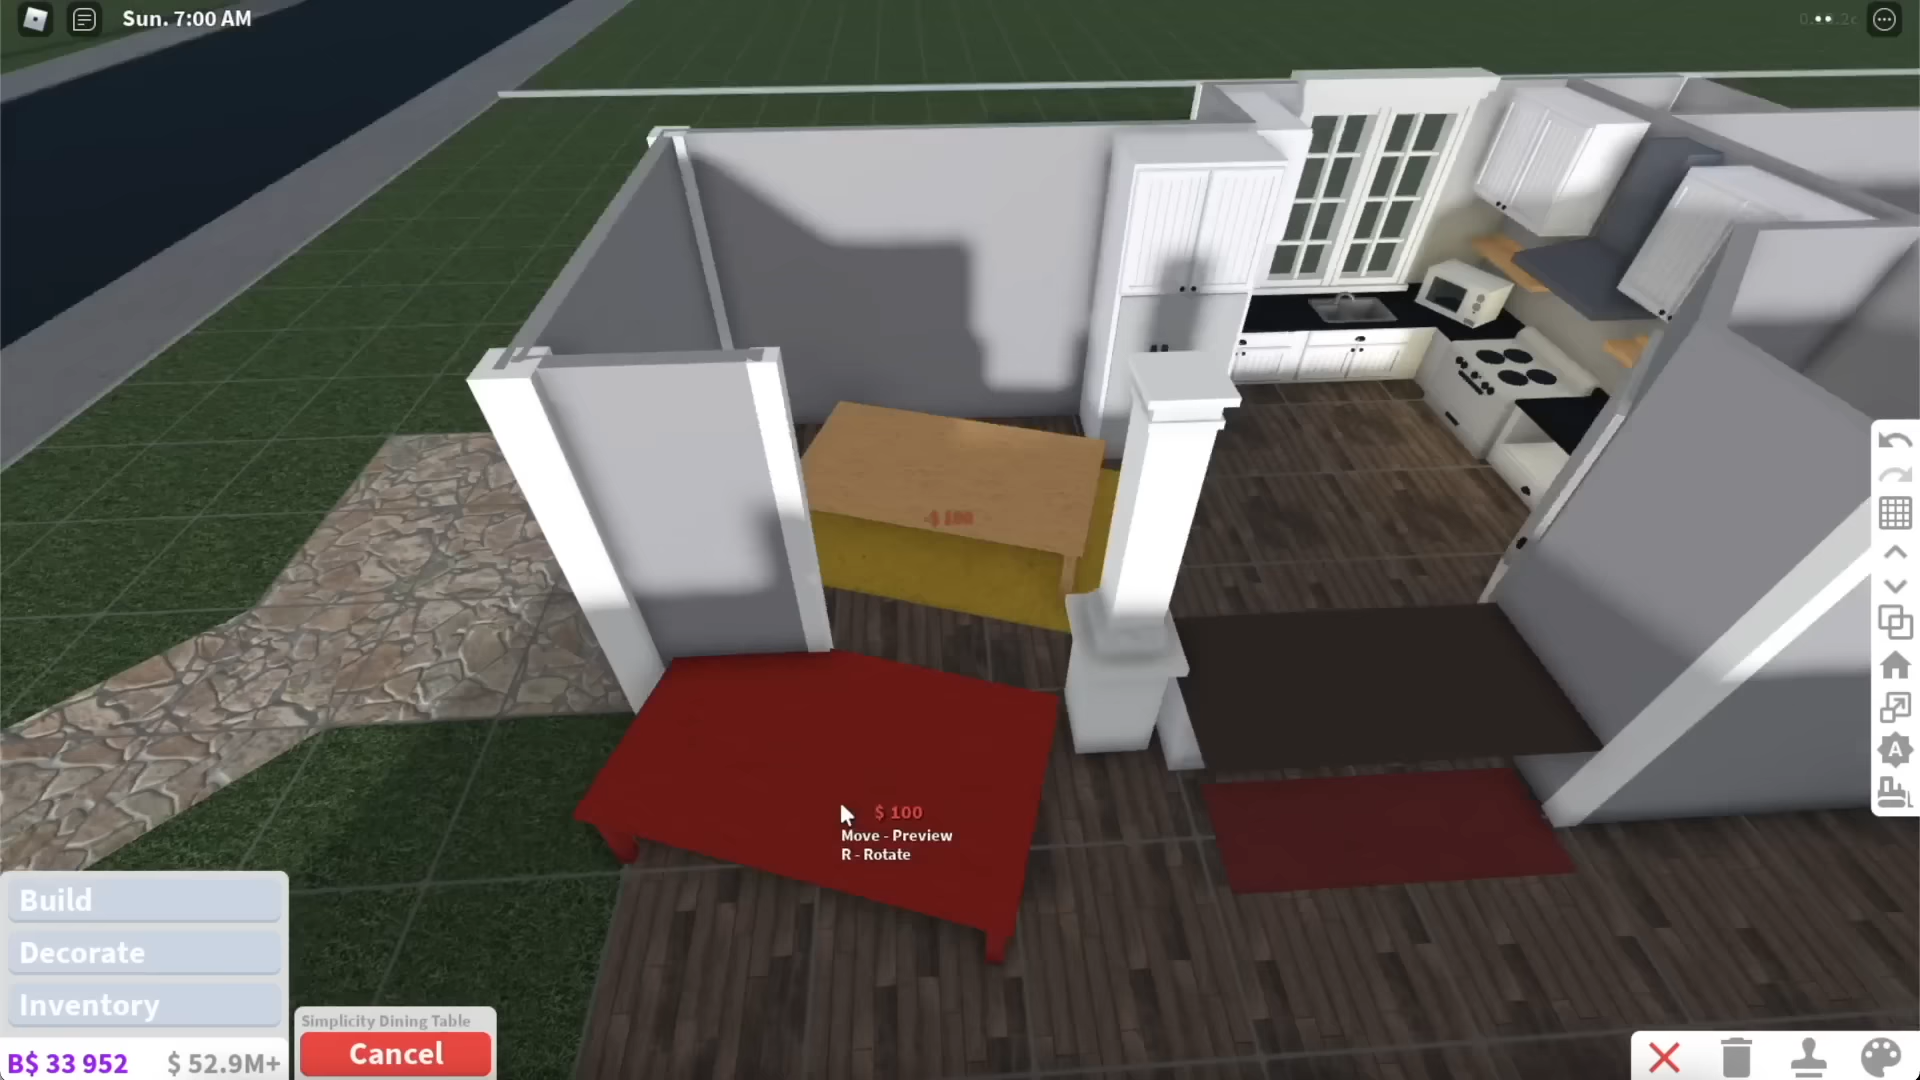 Sun. 7:00 AM
-$ 100
$ 100
Move - Preview
R - Rotate
A
Build
Decorate
Inventory
Simplicity Dining Table
Cancel
B$ 33 952
$ 52.9M+